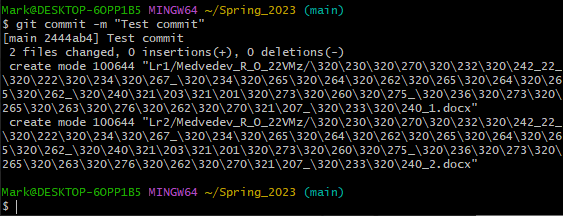 Mark@DESKTOP-6OPP1B5 MINGW64 ~/Spring_2023 (main)
$ git commit -m "Test commit"
[main 2444ab4] Test commit
 2 files changed, 0 insertions(+), 0 deletions(-)
 create mode 100644 "Lr1/Medvedev_R_O_22VMz/\320\230\320\270\320\232\320\242_22_
\320\222\320\234\320\267_\320\234\320\265\320\264\320\262\320\265\320\264\320\26
5\320\262_\320\240\321\203\321\201\320\273\320\260\320\275_\320\236\320\273\320\
265\320\263\320\276\320\262\320\270\321\207_\320\233\320\240_1.docx"
 create mode 100644 "Lr2/Medvedev_R_O_22VMz/\320\230\320\270\320\232\320\242_22_
\320\222\320\234\320\267_\320\234\320\265\320\264\320\262\320\265\320\264\320\26
5\320\262_\320\240\321\203\321\201\320\273\320\260\320\275_\320\236\320\273\320\
265\320\263\320\276\320\262\320\270\321\207_\320\233\320\240_2.docx"
Mark@DESKTOP-6OPP1B5 MINGW64 ~/Spring_2023 (main)
$